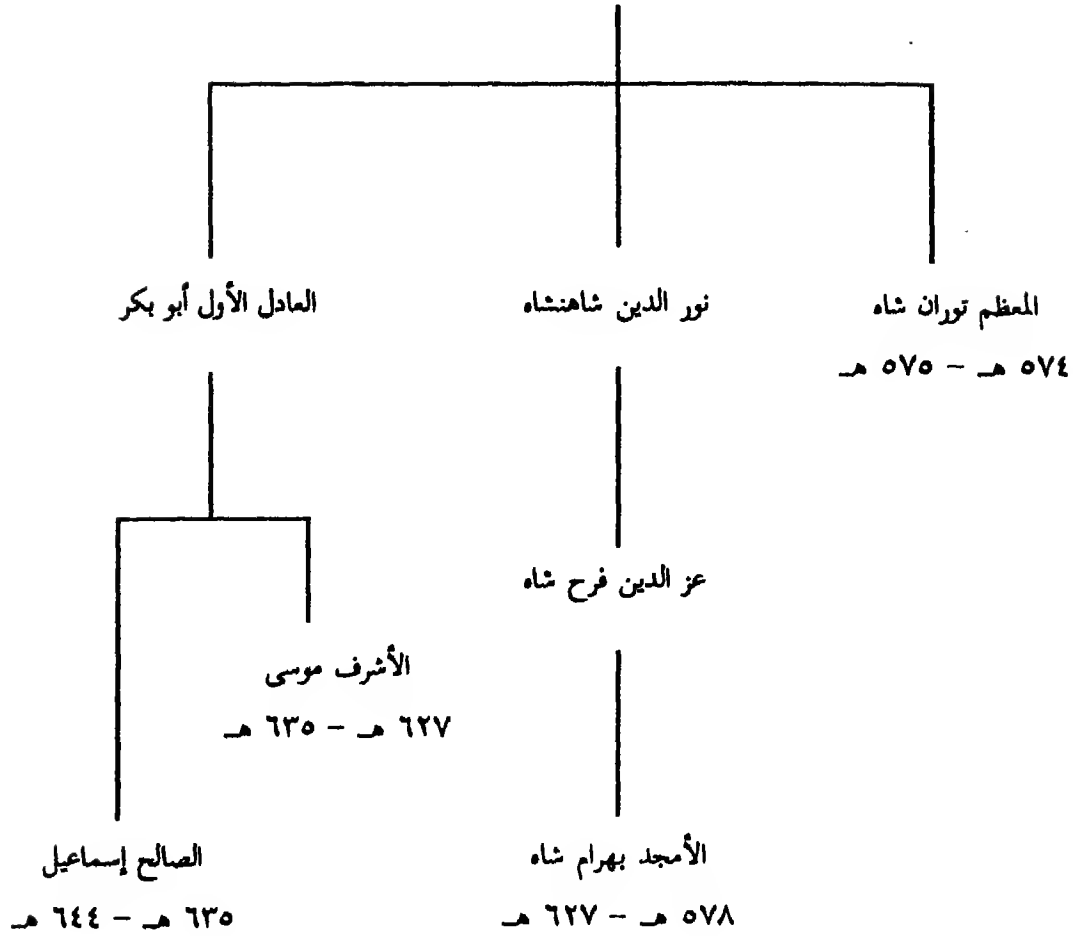 المعظم توران شاه
٥٧٤ هـ – ٥٧٥ هـ
نور الدين شاهنشاه
العادل الأول أبو بكر
عز الدين فرح شاه
الأشرف موسى
٦٢٧ هـ – ٦٣٥ هـ
الأمجد بهرام شاه
٥٧٨ هـ – ٦٢٧ هـ
الصالح إسماعيل
٦٣٥ هـ – ٦٤٤ هـ